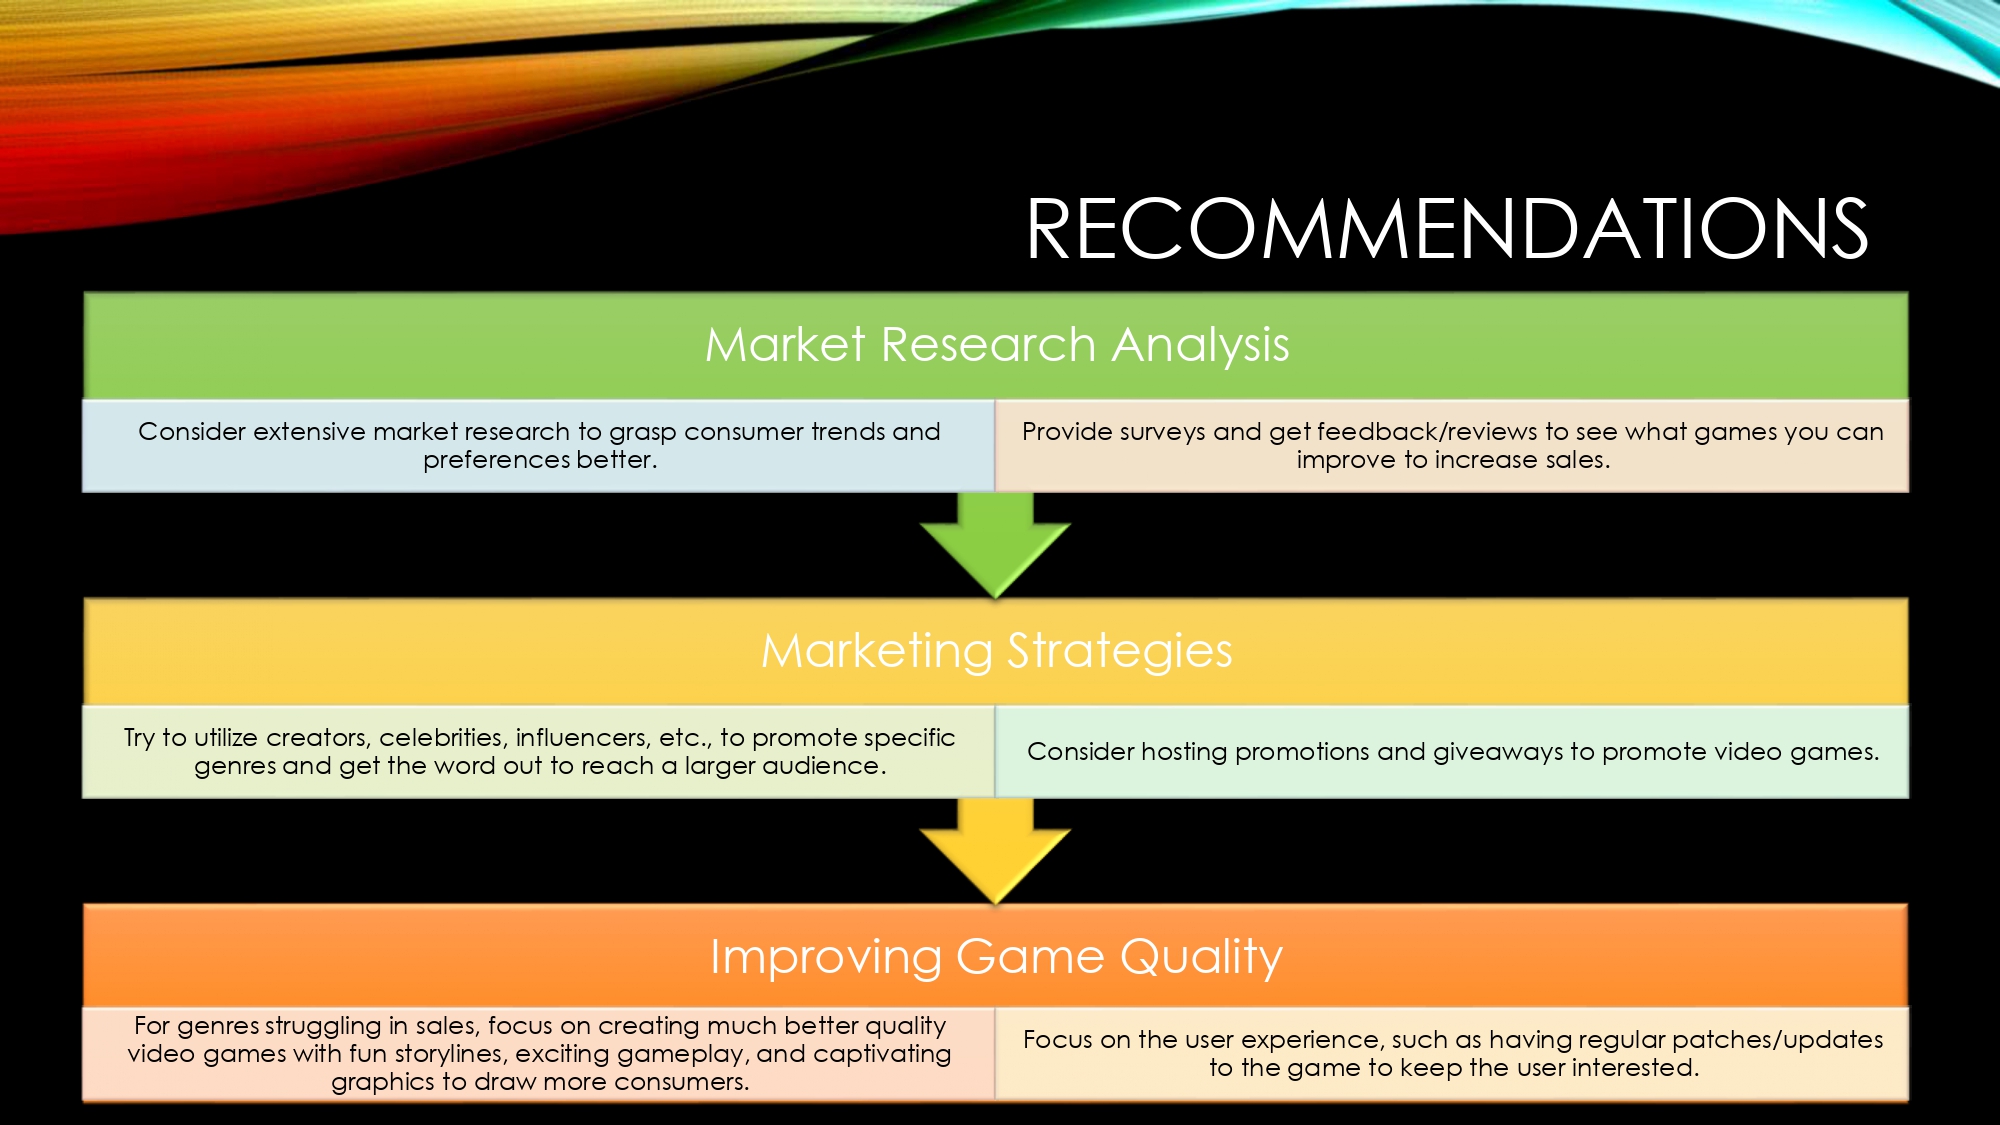 RECOMMENDATIONS
Market Research Analysis
Consider extensive market research to grasp consumer trends and
preferences better.
Provide surveys and get feedback/reviews to see what games you can
improve to increase sales.
Marketing Strategies
Try to utilize creators, celebrities, influencers, etc., to promote specific
genres and get the word out to reach a larger audience.
Consider hosting promotions and giveaways to promote video games.
Improving Game Quality
For genres struggling in sales, focus on creating much better quality
video games with fun storylines, exciting gameplay, and captivating
graphics to draw more consumers.
Focus on the user experience, such as having regular patches/updates
to the game to keep the user interested.